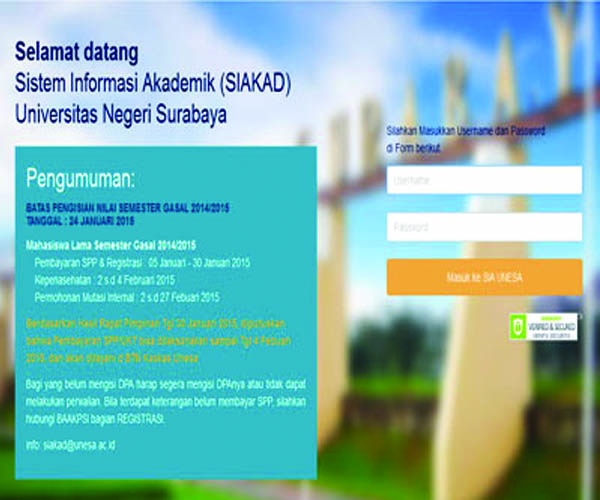 Selamat datang
Sistem Informasi Akademik (SIAKAD)
Universitas Negeri Surabaya
Pengumuman:
BATAS PENGISIAN NILAI SEMESTER GASAL 2014/2015
TANGGAL : 24 JANUARI 2015
Mahasiswa Lama Semester Gasal 2014/2015
Pembayaran SPP & Registrasi : 05 Januari - 30 Januari 2015
Kepenasehatan : 2 s.d 4 Februari 2015
Permohonan Mutasi Internal : 2 s.d 27 Febuari 2015
Berdasarkan Hasil Rapat Pimpinan Tgl 30 Januari 2015, diputuskan
bahwa Pembayaran SPP/UKT bisa dilaksanakan sampai Tgl 4 Febuari
2015, dan akan dilayani di BTN Kaskas Unesa
Bagi yang belum mengisi DPA harap segera mengisi DPAnya atau tidak dapat
melakukan perwalian. Bila terdapat keterangan belum membayar SPP, silahkan
hubungi BAAKPSI bagian REGISTRASI.
info: siakad@unesa.ac.id
Silahkan Masukkan Username dan Password
di Form berikut
Username
Password
Masuk ke SIA UNESA
VERIFIED & SECURED